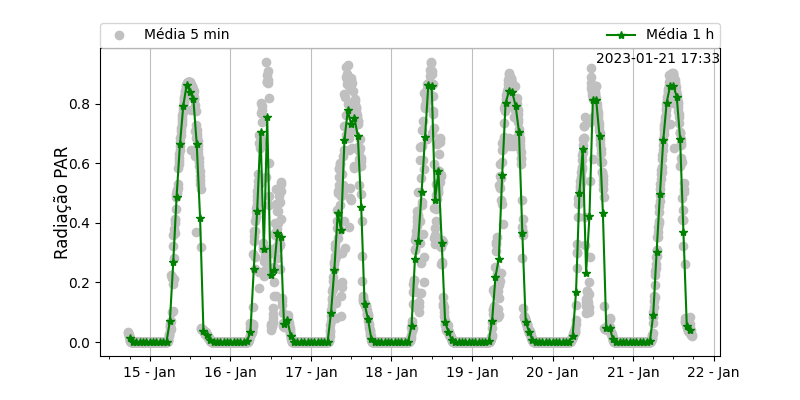 Média 5 min
Média 1 h
2023-01-21 17:33
Radiação PAR
0.8
0.6
0.4
0.2
0.0
15 - Jan
16 - Jan
17 - Jan
18 - Jan
19 - Jan
20 - Jan
21 - Jan
22 - Jan